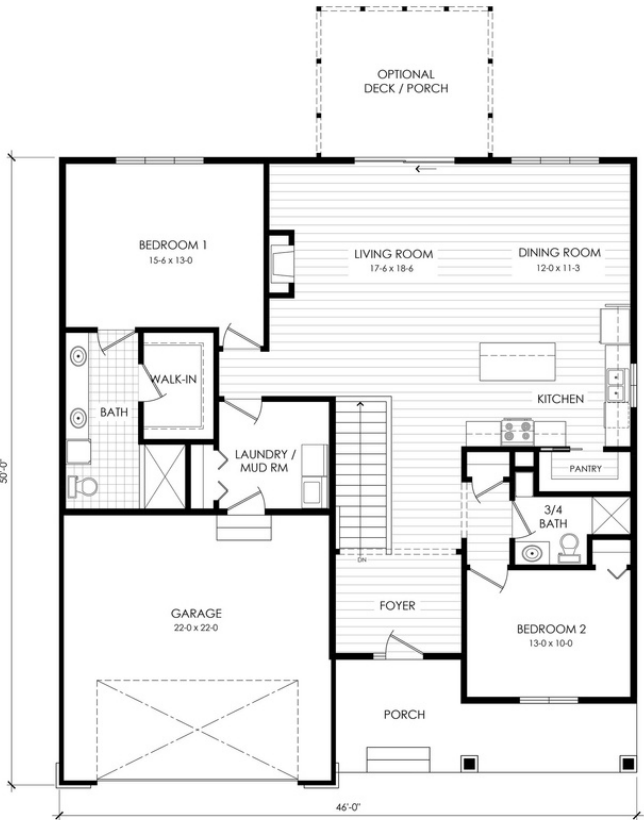 OPTIONAL
DECK / PORCH
BEDROOM 1
15-6 x 13-0
LIVING ROOM
17-6 x 18-6
DINING ROOM
12-0 x 11-3
WALK-IN
BATH
KITCHEN
LAUNDRY /
MUD RM
PANTRY
3/4
BATH
50'-0"
DN
FOYER
GARAGE
22-0 x 22-0
BEDROOM 2
13-0 x 10-0
PORCH
46'-0"